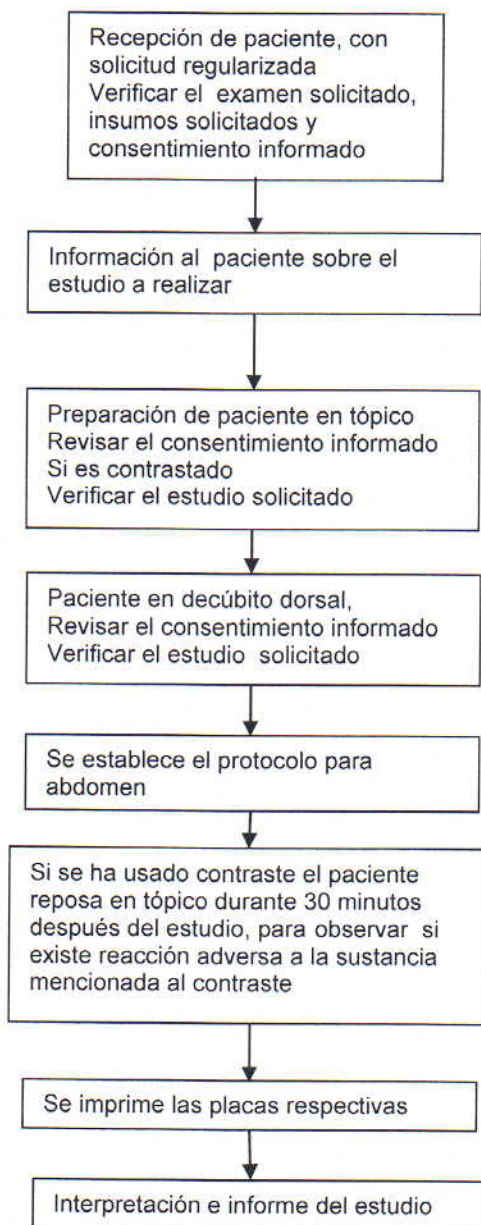 Recepción de paciente, con
solicitud regularizada
Verificar el examen solicitado,
insumos solicitados y
consentimiento informado
Información al paciente sobre el
estudio a realizar
Preparación de paciente en tópico
Revisar el consentimiento informado
Si es contrastado
Verificar el estudio solicitado
Paciente en decúbito dorsal,
Revisar el consentimiento informado
Verificar el estudio solicitado
Se establece el protocolo para
abdomen
Si se ha usado contraste el paciente
reposa en tópico durante 30 minutos
después del estudio, para observar si
existe reacción adversa a la sustancia
mencionada al contraste
Se imprime las placas respectivas
Interpretación e informe del estudio